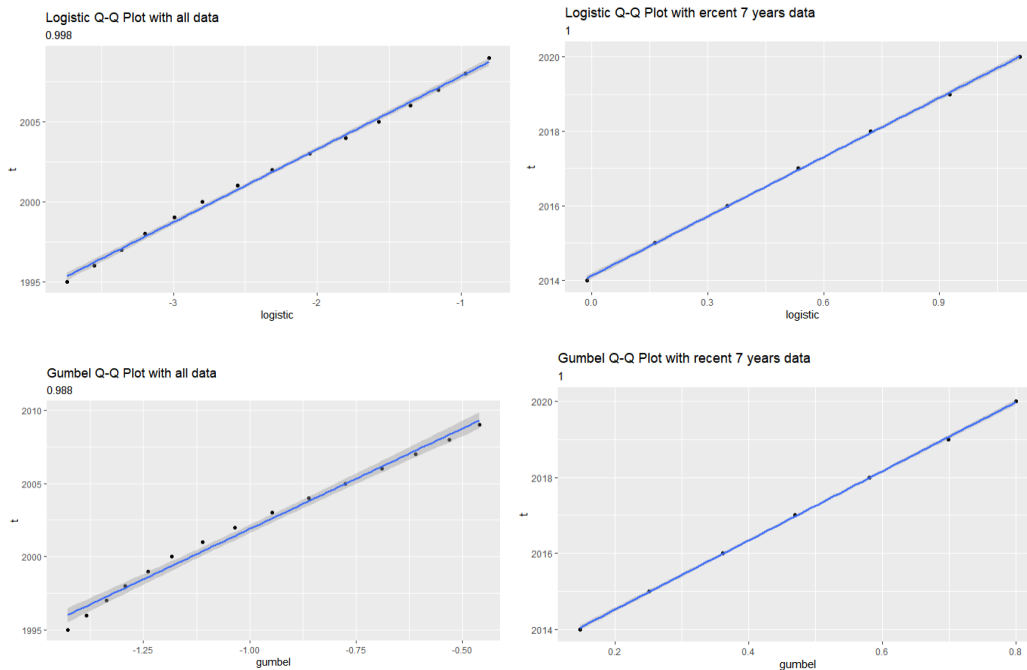 Logistic Q-Q Plot with all data
0.998
2005
2000
1995
t
-3 -2 -1
logistic
Logistic Q-Q Plot with ercent 7 years data
1
2020
2018
2016
2014
t
0.0 0.3 0.6 0.9
logistic
Gumbel Q-Q Plot with all data
0.988
2010
2005
2000
1995
t
-1.25 -1.00 -0.75 -0.50
gumbel
Gumbel Q-Q Plot with recent 7 years data
1
2020
2018
2016
2014
t
0.2 0.4 0.6 0.8
gumbel